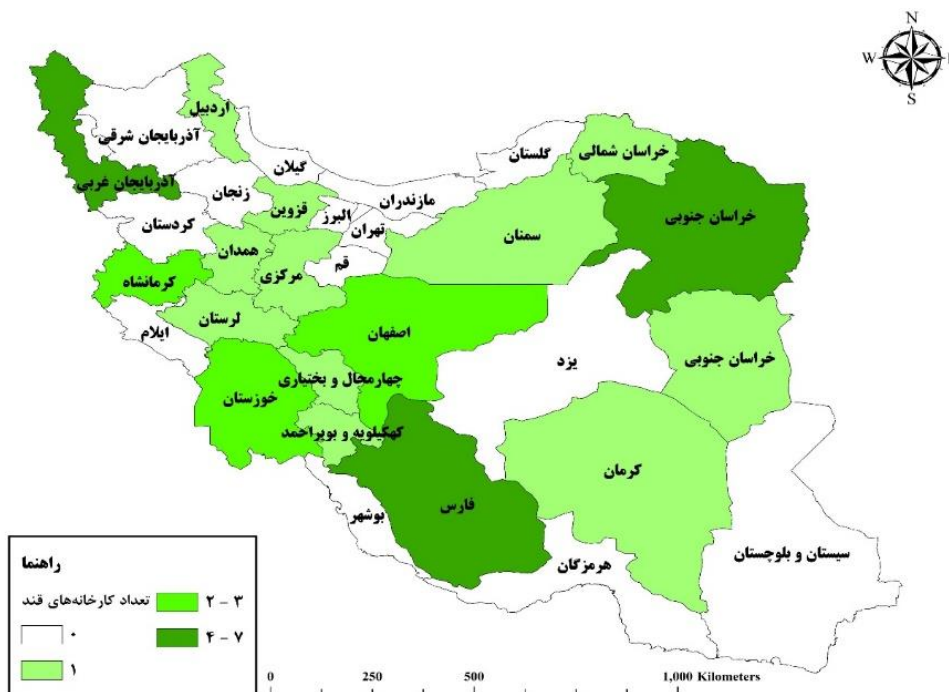 N
W
S
اردبیل
آذربایجان شرقی
گیلان
گلستان
خراسان شمالی
آذربایجان غربی
زنجان
قزوین
البرز
مازندران
تهران
خراسان جنوبی
کردستان
همدان
مرکزی
قم
سمنان
کرمانشاه
ایلام
لرستان
اصفهان
یزد
خراسان جنوبی
چهارمحال و بختیاری
خوزستان
کهگیلویه و بویراحمد
کرمان
فارس
بوشهر
هرمزگان
سیستان و بلوچستان
راهنما
تعداد کارخانه‌های قند
۰
۱
۲ - ۳
۴ - ۷
0 250 500 1,000 Kilometers